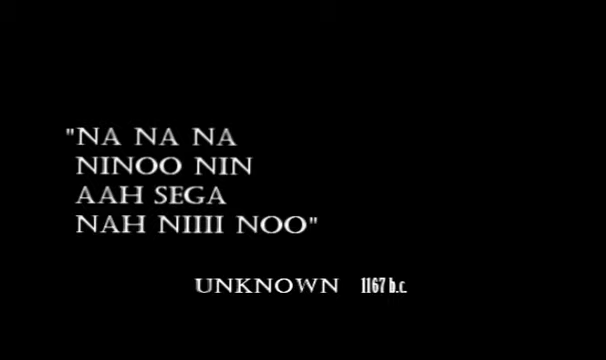 "NA NA NA
NINOO NIN
AAH SEGA
NAH NIIII NOO"
UNKNOWN 1167 b.c.